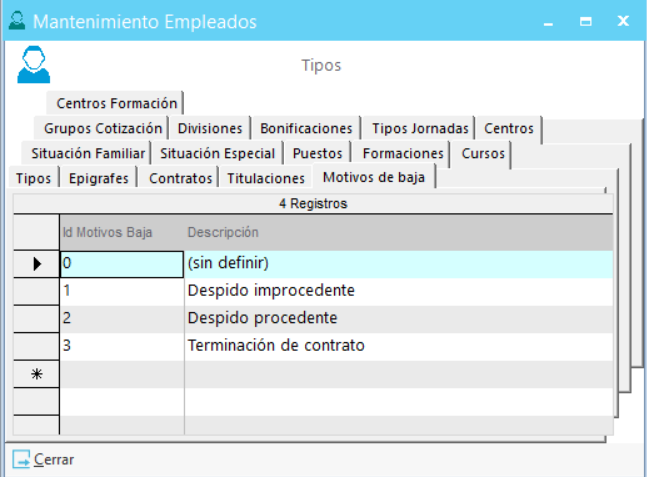 Mantenimiento Empleados
Tipos
Centros Formación
Grupos Cotización Divisiones Bonificaciones Tipos Jornadas Centros
Situación Familiar Situación Especial Puestos Formaciones Cursos
Tipos Epigrafes Contratos Titulaciones Motivos de baja
4 Registros
Id Motivos Baja Descripción
0 (sin definir)
1 Despido improcedente
2 Despido procedente
3 Terminación de contrato
Cerrar